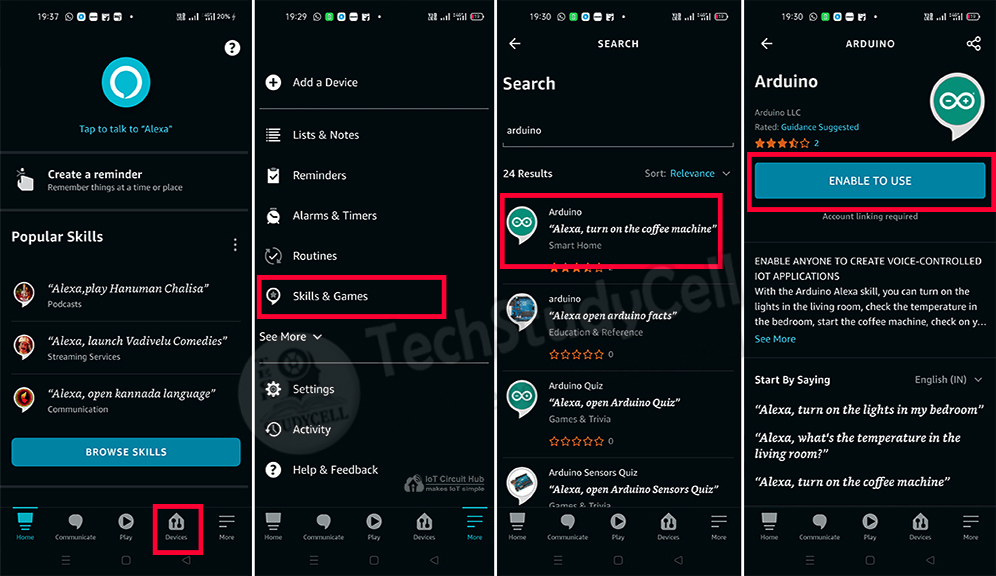 19:37
20%
?
Tap to talk to “Alexa”
Create a reminder
Remember things at a time or place
Popular Skills
“Alexa,play Hanuman Chalisa”
Podcasts
“Alexa, launch Vadivelu Comedies”
Streaming Services
“Alexa, open kannada language”
Communication
BROWSE SKILLS
Home
Communicate
Play
Devices
More
19:29
Add a Device
Lists & Notes
Reminders
Alarms & Timers
Routines
Skills & Games
See More
Settings
Activity
? Help & Feedback
IoT Circuit Hub
makes IoT simple
Home
Communicate
Play
Devices
More
19:30
SEARCH
Search
arduino
24 Results
Sort: Relevance
Arduino
“Alexa, turn on the coffee machine”
Smart Home
arduino
“Alexa open arduino facts”
Education & Reference
0
Arduino Quiz
“Alexa, open Arduino Quiz”
Games & Trivia
0
Arduino Sensors Quiz
“Alexa, open Arduino Sensors Quiz”
Games & Trivia
Home
Communicate
Play
Devices
More
19:30
ARDUINO
Arduino
Arduino LLC
Rated: Guidance Suggested
2
ENABLE TO USE
Account linking required
ENABLE ANYONE TO CREATE VOICE-CONTROLLED
IOT APPLICATIONS
With the Arduino Alexa skill, you can turn on the
lights in the living room, check the temperature in
the bedroom, start the coffee machine, check on y...
See More
Start By Saying
English (IN)
“Alexa, turn on the lights in my bedroom”
“Alexa, what's the temperature in the
living room?”
“Alexa, turn on the coffee machine”
Home
Communicate
Play
Devices
More
TechStudyCell
STUDYCELL